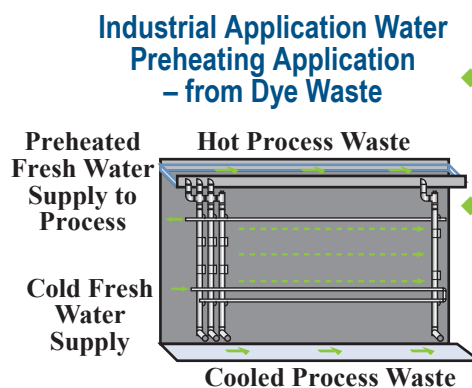 Industrial Application Water
Preheating Application
– from Dye Waste
Preheated
Fresh Water
Supply to
Process
Hot Process Waste
Cold Fresh
Water
Supply
Cooled Process Waste